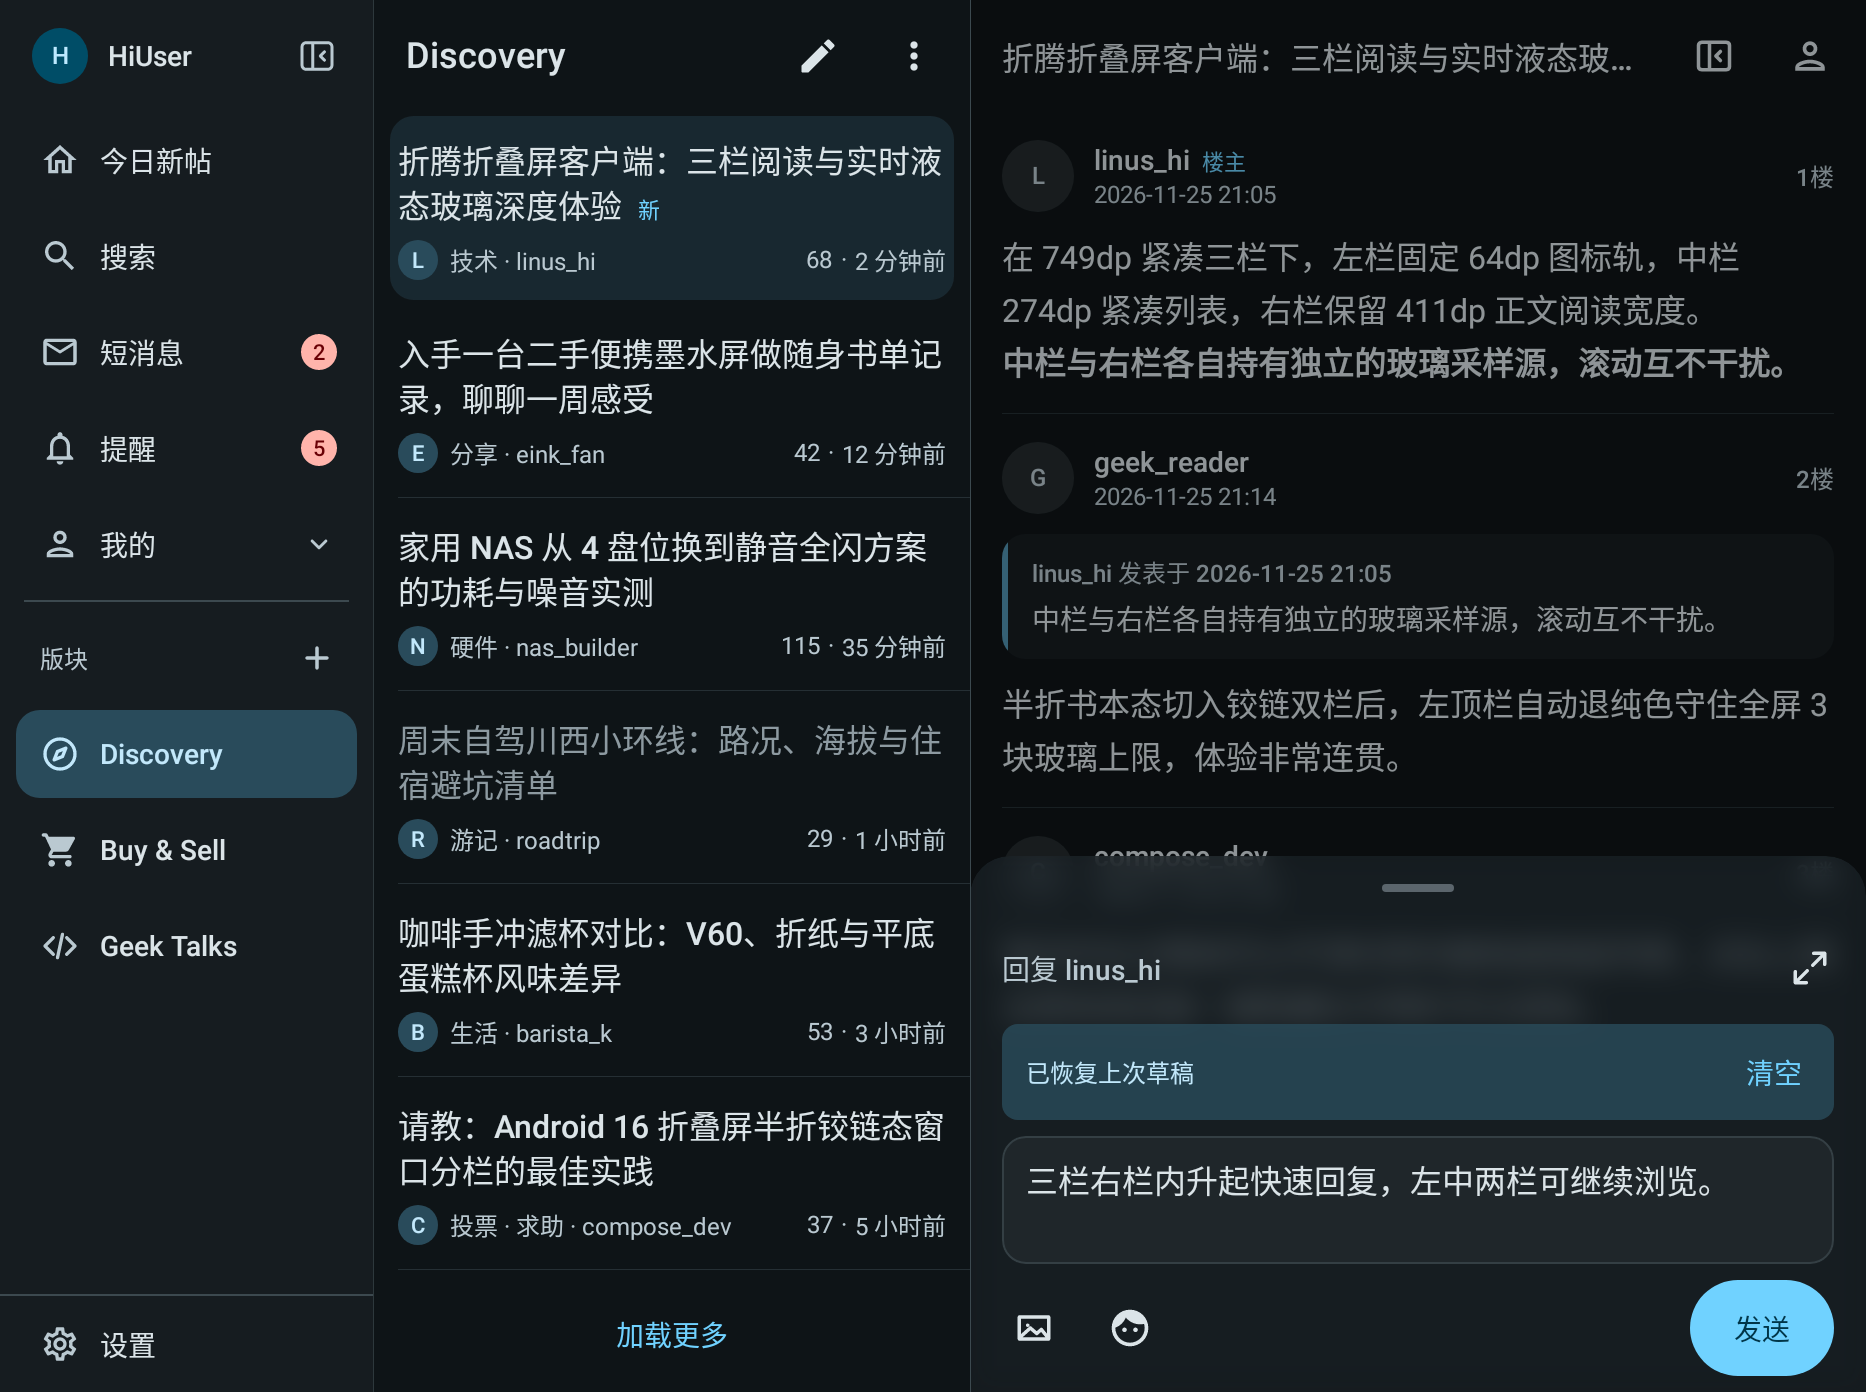 H HiUser
今日新帖
搜索
短消息 2
提醒 5
我的
版块
Discovery
Buy & Sell
Geek Talks
设置
Discovery
折腾折叠屏客户端：三栏阅读与实时液
态玻璃深度体验 新
L 技术 · linus_hi 68 · 2 分钟前
入手一台二手便携墨水屏做随身书单记
录，聊聊一周感受
E 分享 · eink_fan 42 · 12 分钟前
家用 NAS 从 4 盘位换到静音全闪方案
的功耗与噪音实测
N 硬件 · nas_builder 115 · 35 分钟前
周末自驾川西小环线：路况、海拔与住
宿避坑清单
R 游记 · roadtrip 29 · 1 小时前
咖啡手冲滤杯对比：V60、折纸与平底
蛋糕杯风味差异
B 生活 · barista_k 53 · 3 小时前
请教：Android 16 折叠屏半折铰链态窗
口分栏的最佳实践
C 投票 · 求助 · compose_dev 37 · 5 小时前
加载更多
折腾折叠屏客户端：三栏阅读与实时液态玻...
L linus_hi 楼主 1楼
2026-11-25 21:05
在 749dp 紧凑三栏下，左栏固定 64dp 图标轨，中栏
274dp 紧凑列表，右栏保留 411dp 正文阅读宽度。
中栏与右栏各自持有独立的玻璃采样源，滚动互不干扰。
G geek_reader 2楼
2026-11-25 21:14
linus_hi 发表于 2026-11-25 21:05
中栏与右栏各自持有独立的玻璃采样源，滚动互不干扰。
半折书本态切入铰链双栏后，左顶栏自动退纯色守住全屏 3
块玻璃上限，体验非常连贯。
compose_dev
回复 linus_hi
已恢复上次草稿 清空
三栏右栏内升起快速回复，左中两栏可继续浏览。
发送